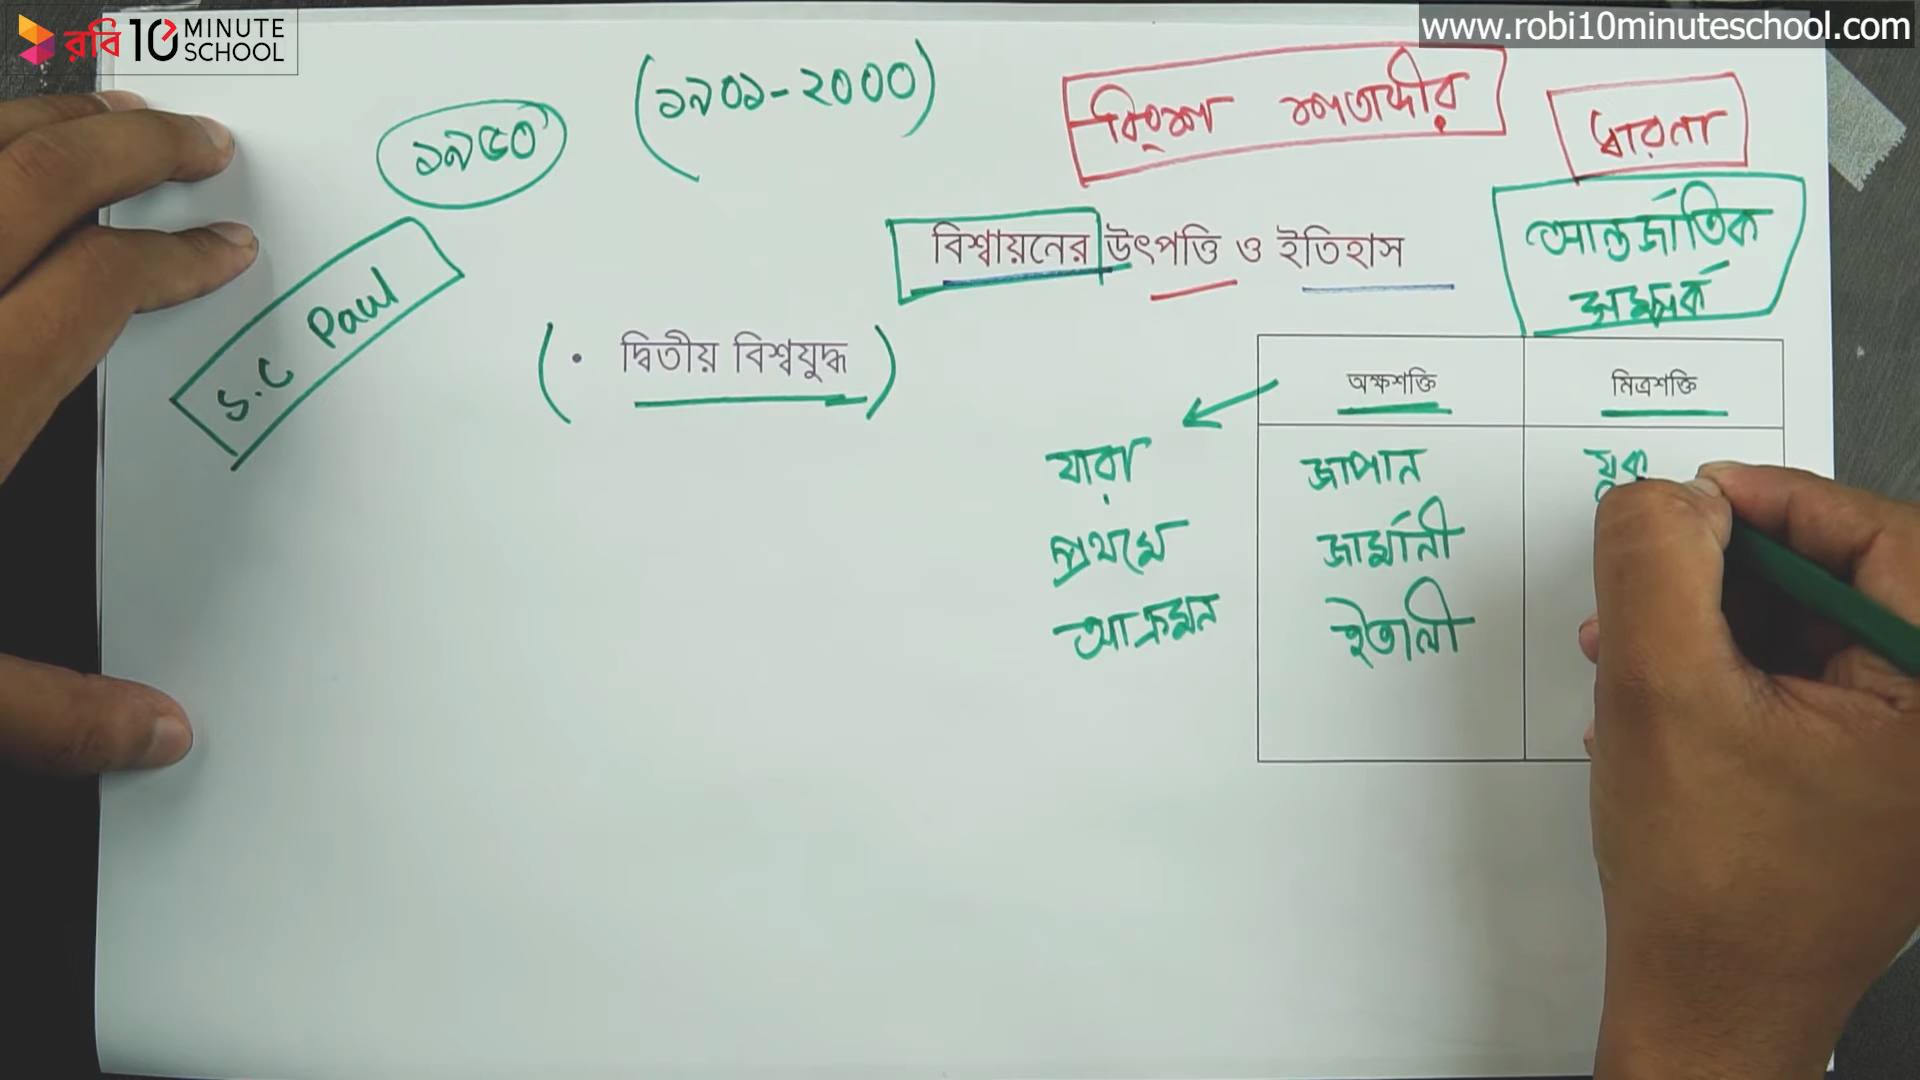 রবি 10 MINUTE SCHOOL
www.robi10minuteschool.com
১৯৫০
(১৯০১-২০০০)
বিংশ শতাব্দীর
ধারনা
S.C Paul
বিশ্বায়নের উৎপত্তি ও ইতিহাস
আন্তর্জাতিক
সম্পর্ক
(• দ্বিতীয় বিশ্বযুদ্ধ)
অক্ষশক্তি মিত্রশক্তি
যারা জাপান যুক্
প্রথমে জার্মানী
আক্রমন ইতালী